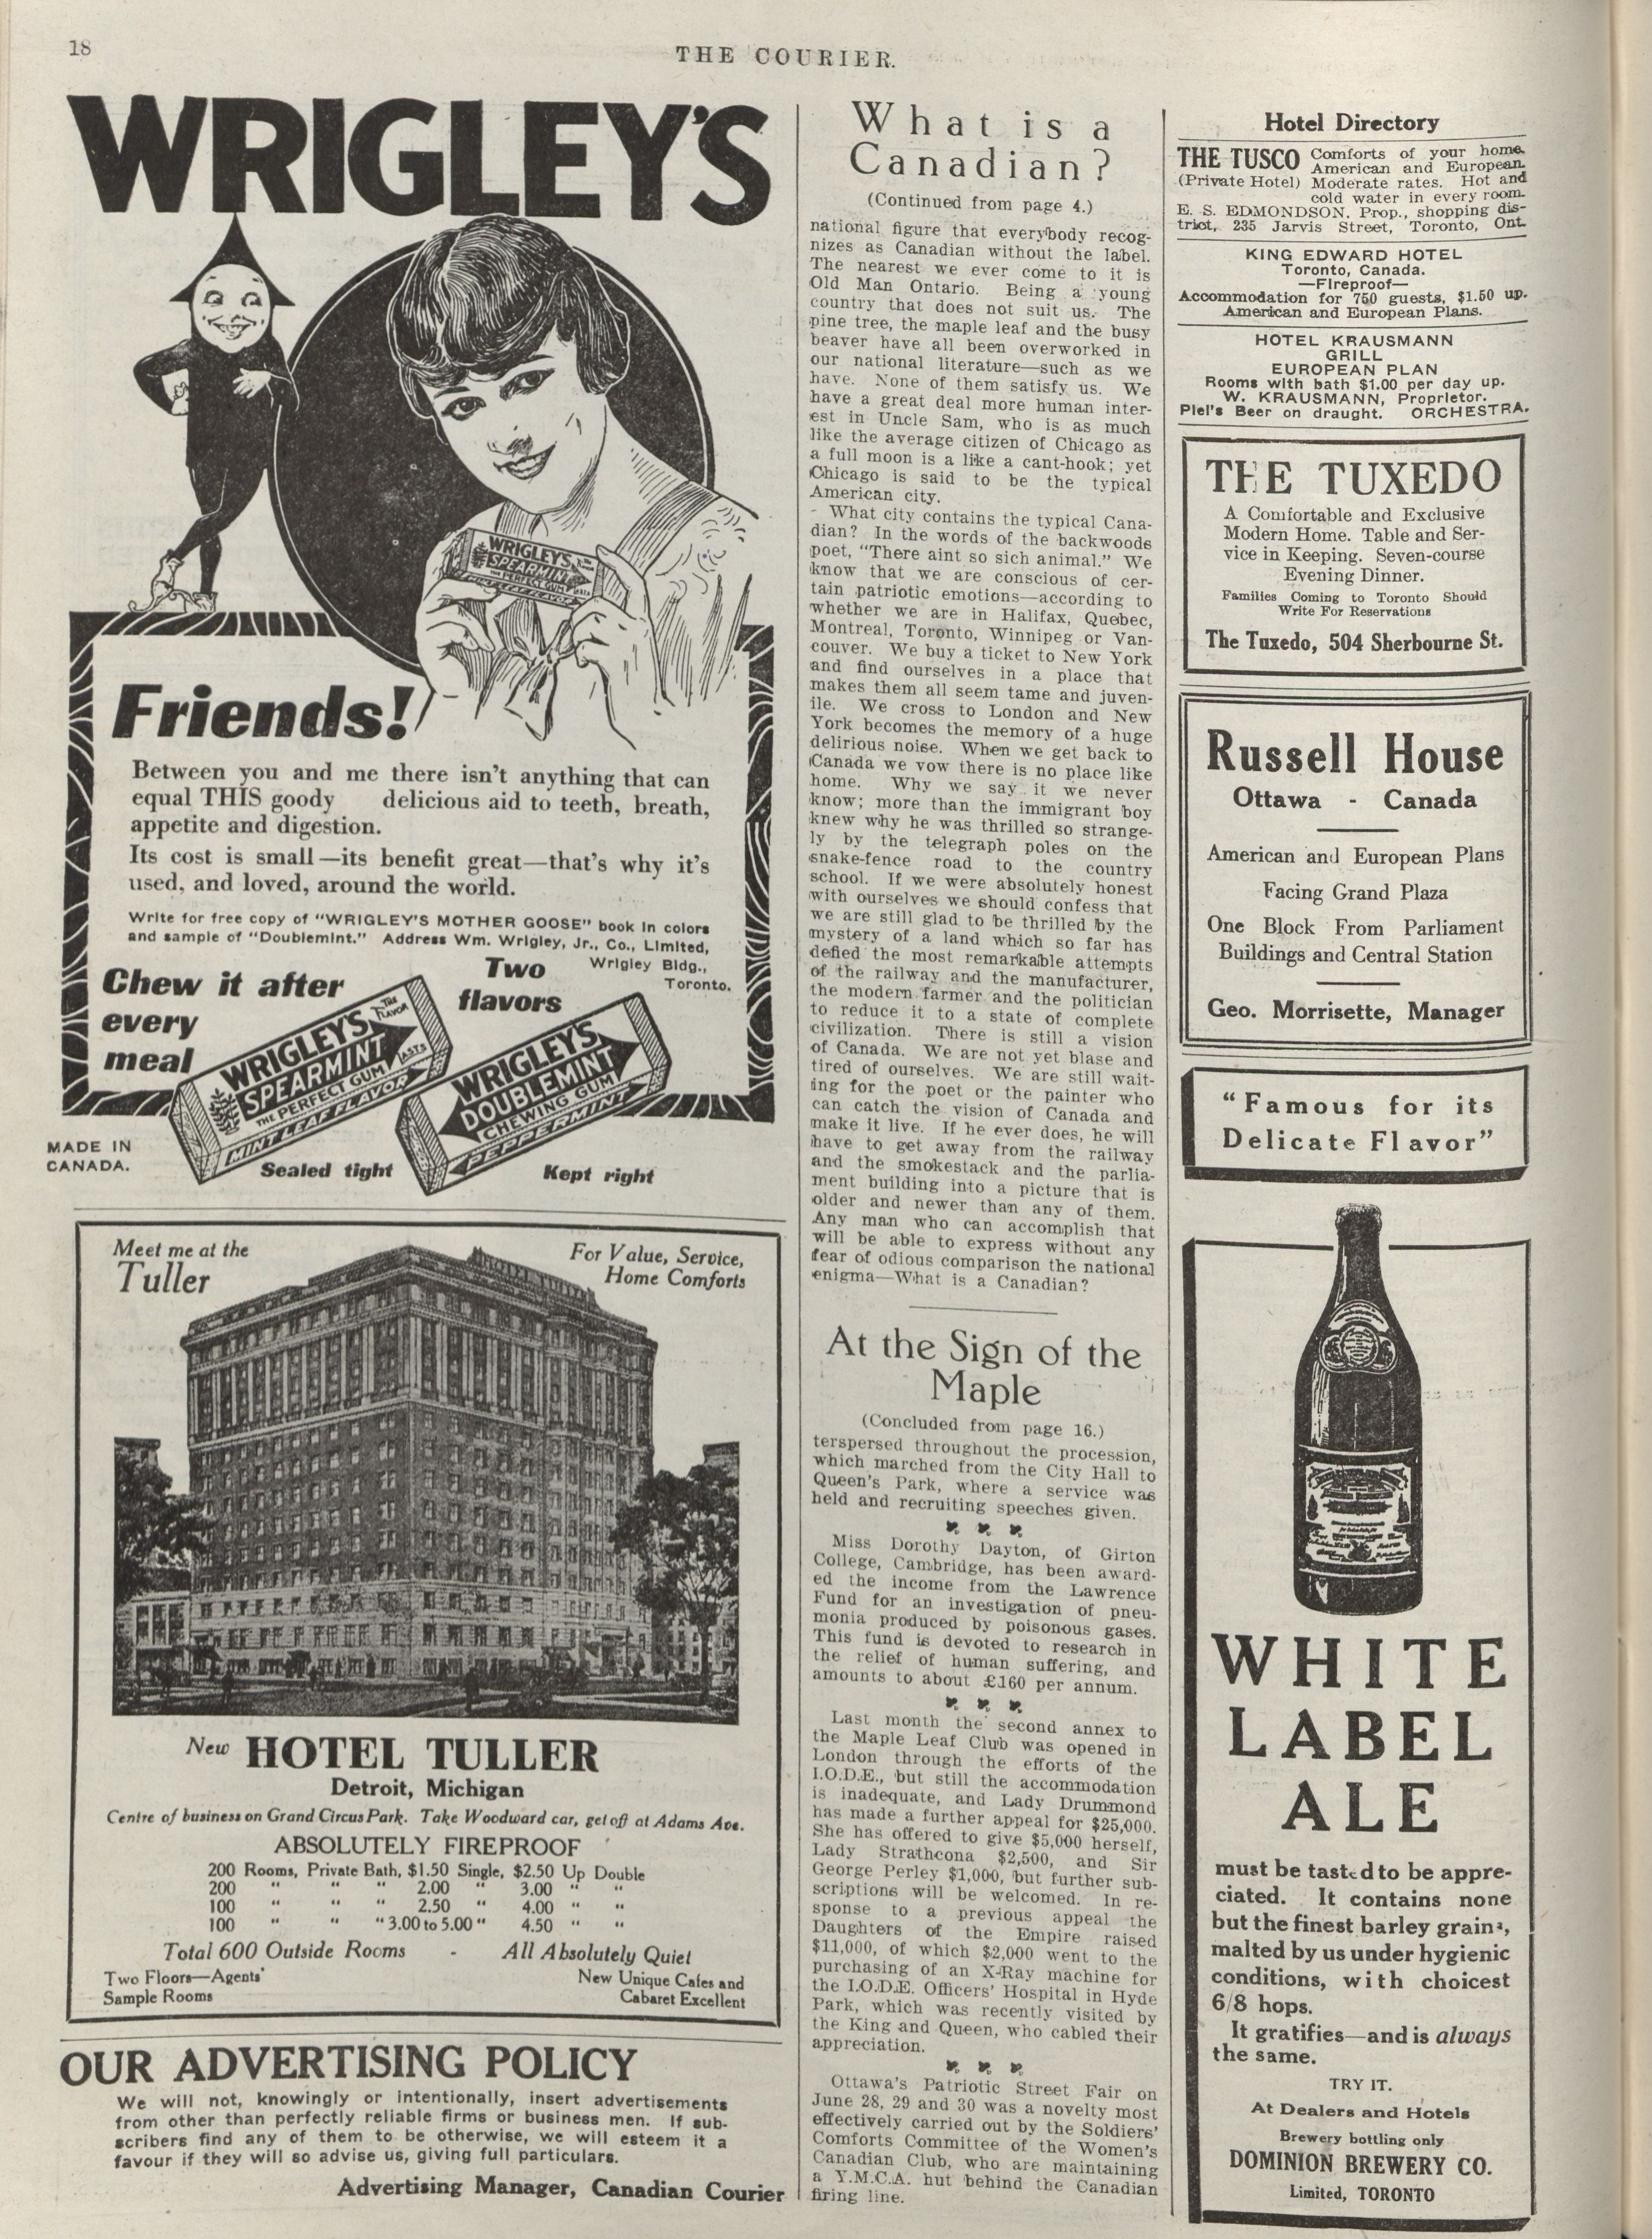 18
THE COURIER.
WRIGLEY'S
WRIGLEY'S
SPEARMINT
THE PERFECT GUM
MINT LEAF FLAVOR
Friends!
Between you and me there isn't anything that can
equal THIS goody delicious aid to teeth, breath,
appetite and digestion.
Its cost is small—its benefit great—that's why it's
used, and loved, around the world.
Write for free copy of "WRIGLEY'S MOTHER GOOSE" book in colors
and sample of "Doublemint." Address Wm. Wrigley, Jr., Co., Limited,
Wrigley Bldg.,
Toronto.
Chew it after
every
meal
Two
flavors
WRIGLEY'S
SPEARMINT
THE PERFECT GUM
MINT LEAF FLAVOR
THE
FLAVOR
LASTS
WRIGLEY'S
DOUBLEMINT
CHEWING GUM
PEPPERMINT
MADE IN
CANADA.
Sealed tight
Kept right
Meet me at the
Tuller
For Value, Service,
Home Comforts
HOTEL TULLER
New HOTEL TULLER
Detroit, Michigan
Centre of business on Grand Circus Park. Take Woodward car, get off at Adams Ave.
ABSOLUTELY FIREPROOF
200 Rooms, Private Bath, $1.50 Single, $2.50 Up Double
200 " " " 2.00 " 3.00 " "
100 " " " 2.50 " 4.00 " "
100 " " " 3.00 to 5.00 " 4.50 " "
Total 600 Outside Rooms - All Absolutely Quiet
Two Floors—Agents'
Sample Rooms
New Unique Cafes and
Cabaret Excellent
OUR ADVERTISING POLICY
We will not, knowingly or intentionally, insert advertisements
from other than perfectly reliable firms or business men. If sub-
scribers find any of them to be otherwise, we will esteem it a
favour if they will so advise us, giving full particulars.
Advertising Manager, Canadian Courier
What is a
Canadian?
(Continued from page 4.)
national figure that everybody recog-
nizes as Canadian without the label.
The nearest we ever come to it is
Old Man Ontario. Being a young
country that does not suit us. The
pine tree, the maple leaf and the busy
beaver have all been overworked in
our national literature—such as we
have. None of them satisfy us. We
have a great deal more human inter-
est in Uncle Sam, who is as much
like the average citizen of Chicago as
a full moon is a like a cant-hook; yet
Chicago is said to be the typical
American city.
What city contains the typical Cana-
dian? In the words of the backwoods
poet, "There aint so sich animal." We
know that we are conscious of cer-
tain patriotic emotions—according to
whether we are in Halifax, Quebec,
Montreal, Toronto, Winnipeg or Van-
couver. We buy a ticket to New York
and find ourselves in a place that
makes them all seem tame and juven-
ile. We cross to London and New
York becomes the memory of a huge
delirious noise. When we get back to
Canada we vow there is no place like
home. Why we say it we never
know; more than the immigrant boy
knew why he was thrilled so strange-
ly by the telegraph poles on the
snake-fence road to the country
school. If we were absolutely honest
with ourselves we should confess that
we are still glad to be thrilled by the
mystery of a land which so far has
defied the most remarkable attempts
of the railway and the manufacturer,
the modern farmer and the politician
to reduce it to a state of complete
civilization. There is still a vision
of Canada. We are not yet blase and
tired of ourselves. We are still wait-
ing for the poet or the painter who
can catch the vision of Canada and
make it live. If he ever does, he will
have to get away from the railway
and the smokestack and the parlia-
ment building into a picture that is
older and newer than any of them.
Any man who can accomplish that
will be able to express without any
fear of odious comparison the national
enigma—What is a Canadian?
At the Sign of the
Maple
(Concluded from page 16.)
terspersed throughout the procession,
which marched from the City Hall to
Queen's Park, where a service was
held and recruiting speeches given.
Miss Dorothy Dayton, of Girton
College, Cambridge, has been award-
ed the income from the Lawrence
Fund for an investigation of pneu-
monia produced by poisonous gases.
This fund is devoted to research in
the relief of human suffering, and
amounts to about £160 per annum.
Last month the second annex to
the Maple Leaf Club was opened in
London through the efforts of the
I.O.D.E., but still the accommodation
is inadequate, and Lady Drummond
has made a further appeal for $25,000.
She has offered to give $5,000 herself,
Lady Strathcona $2,500, and Sir
George Perley $1,000, but further sub-
scriptions will be welcomed. In re-
sponse to a previous appeal the
Daughters of the Empire raised
$11,000, of which $2,000 went to the
purchasing of an X-Ray machine for
the I.O.D.E. Officers' Hospital in Hyde
Park, which was recently visited by
the King and Queen, who cabled their
appreciation.
Ottawa's Patriotic Street Fair on
June 28, 29 and 30 was a novelty most
effectively carried out by the Soldiers'
Comforts Committee of the Women's
Canadian Club, who are maintaining
a Y.M.C.A. hut behind the Canadian
firing line.
Hotel Directory
THE TUSCO Comforts of your home.
American and European.
(Private Hotel) Moderate rates. Hot and
cold water in every room.
E. S. EDMONDSON, Prop., shopping dis-
trict, 235 Jarvis Street, Toronto, Ont.
KING EDWARD HOTEL
Toronto, Canada.
—Fireproof—
Accommodation for 750 guests, $1.50 up.
American and European Plans.
HOTEL KRAUSMANN
GRILL
EUROPEAN PLAN
Rooms with bath $1.00 per day up.
W. KRAUSMANN, Proprietor.
Piel's Beer on draught. ORCHESTRA.
THE TUXEDO
A Comfortable and Exclusive
Modern Home. Table and Ser-
vice in Keeping. Seven-course
Evening Dinner.
Families Coming to Toronto Should
Write For Reservations
The Tuxedo, 504 Sherbourne St.
Russell House
Ottawa - Canada
American and European Plans
Facing Grand Plaza
One Block From Parliament
Buildings and Central Station
Geo. Morrisette, Manager
"Famous for its
Delicate Flavor"
WHITE
LABEL
ALE
must be tasted to be appre-
ciated. It contains none
but the finest barley grains,
malted by us under hygienic
conditions, with choicest
6/8 hops.
It gratifies—and is always
the same.
TRY IT.
At Dealers and Hotels
Brewery bottling only
DOMINION BREWERY CO.
Limited, TORONTO